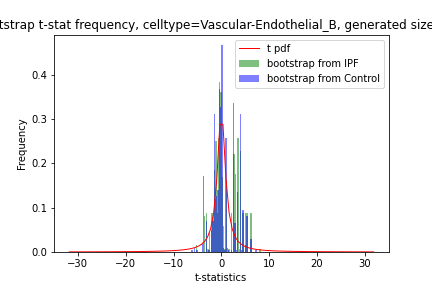 tstrap t-stat frequency, celltype=Vascular-Endothelial_B, generated size
t pdf
bootstrap from IPF
bootstrap from Control
Frequency
0.4
0.3
0.2
0.1
0.0
−30 −20 −10 0 10 20 30
t-statistics